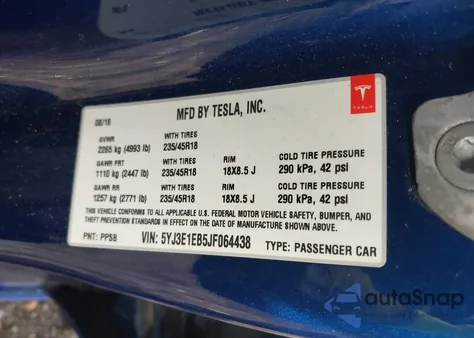 MFD BY TESLA, INC.
TESLA
08/18
GVWR WITH TIRES
2265 kg (4993 lb) 235/45R18
GAWR FRT WITH TIRES RIM COLD TIRE PRESSURE
1110 kg (2447 lb) 235/45R18 18X8.5 J 290 kPa, 42 psi
GAWR RR WITH TIRES RIM COLD TIRE PRESSURE
1257 kg (2771 lb) 235/45R18 18X8.5 J 290 kPa, 42 psi
THIS VEHICLE CONFORMS TO ALL APPLICABLE U.S. FEDERAL MOTOR VEHICLE SAFETY, BUMPER, AND
THEFT PREVENTION STANDARDS IN EFFECT ON THE DATE OF MANUFACTURE SHOWN ABOVE.
PNT: PPSB VIN: 5YJ3E1EB5JF064438 TYPE: PASSENGER CAR
autoSnap